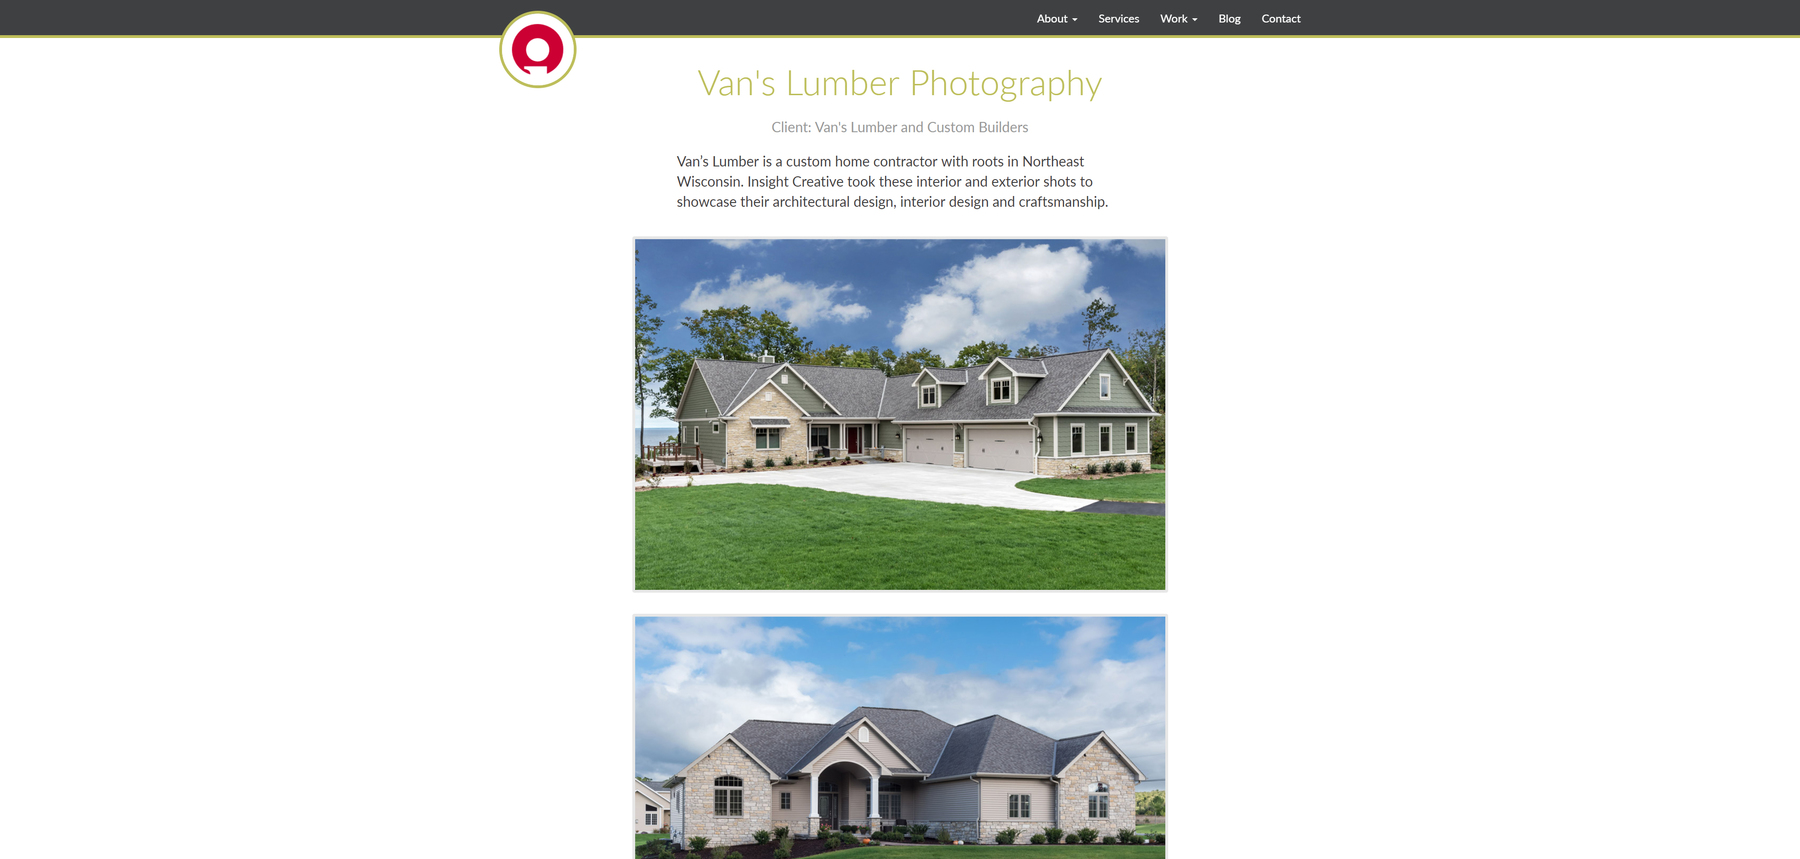 About
Services
Work
Blog
Contact
Van's Lumber Photography
Client: Van's Lumber and Custom Builders
Van’s Lumber is a custom home contractor with roots in Northeast
Wisconsin. Insight Creative took these interior and exterior shots to
showcase their architectural design, interior design and craftsmanship.